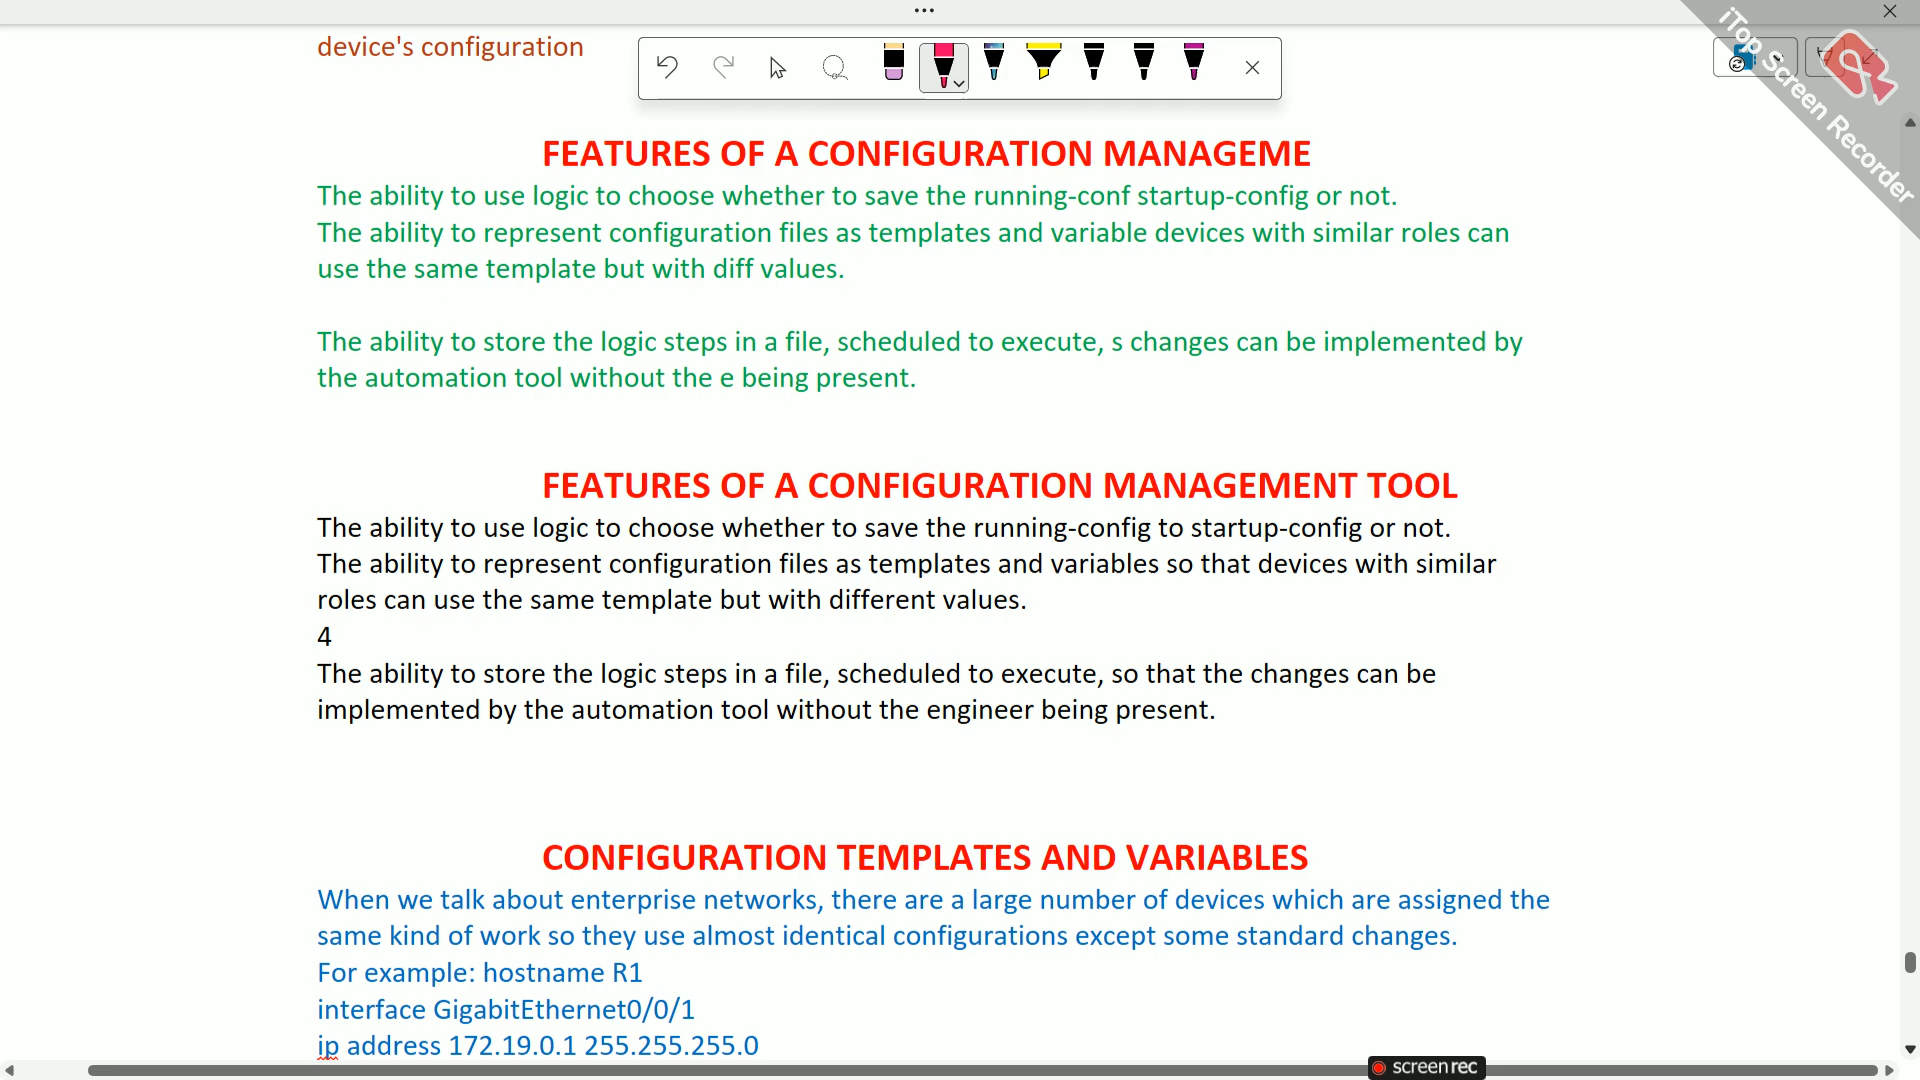 device's configuration
iTop Screen Recorder
FEATURES OF A CONFIGURATION MANAGEME
The ability to use logic to choose whether to save the running-conf startup-config or not.
The ability to represent configuration files as templates and variable devices with similar roles can
use the same template but with diff values.
The ability to store the logic steps in a file, scheduled to execute, s changes can be implemented by
the automation tool without the e being present.
FEATURES OF A CONFIGURATION MANAGEMENT TOOL
The ability to use logic to choose whether to save the running-config to startup-config or not.
The ability to represent configuration files as templates and variables so that devices with similar
roles can use the same template but with different values.
4
The ability to store the logic steps in a file, scheduled to execute, so that the changes can be
implemented by the automation tool without the engineer being present.
CONFIGURATION TEMPLATES AND VARIABLES
When we talk about enterprise networks, there are a large number of devices which are assigned the
same kind of work so they use almost identical configurations except some standard changes.
For example: hostname R1
interface GigabitEthernet0/0/1
ip address 172.19.0.1 255.255.255.0
screenrec